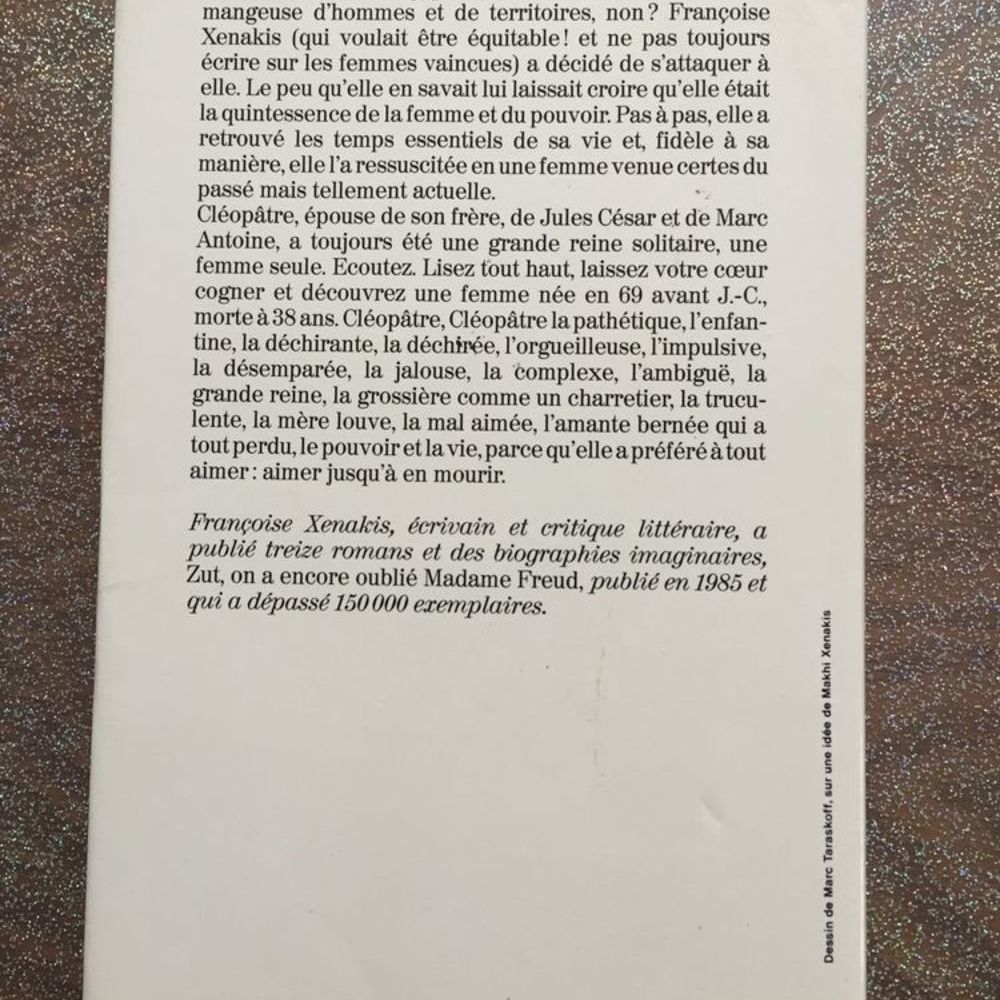 mangeuse d'hommes et de territoires, non? Françoise
Xenakis (qui voulait être équitable! et ne pas toujours
écrire sur les femmes vaincues) a décidé de s'attaquer à
elle. Le peu qu'elle en savait lui laissait croire qu'elle était
la quintessence de la femme et du pouvoir. Pas à pas, elle a
retrouvé les temps essentiels de sa vie et, fidèle à sa
manière, elle l'a ressuscitée en une femme venue certes du
passé mais tellement actuelle.
Cléopâtre, épouse de son frère, de Jules César et de Marc
Antoine, a toujours été une grande reine solitaire, une
femme seule. Ecoutez. Lisez tout haut, laissez votre cœur
cogner et découvrez une femme née en 69 avant J.-C.,
morte à 38 ans. Cléopâtre, Cléopâtre la pathétique, l'enfan-
tine, la déchirante, la déchirée, l'orgueilleuse, l'impulsive,
la désemparée, la jalouse, la complexe, l'ambiguë, la
grande reine, la grossière comme un charretier, la trucu-
lente, la mère louve, la mal aimée, l'amante bernée qui a
tout perdu, le pouvoir et la vie, parce qu'elle a préféré à tout
aimer: aimer jusqu'à en mourir.
Françoise Xenakis, écrivain et critique littéraire, a
publié treize romans et des biographies imaginaires,
Zut, on a encore oublié Madame Freud, publié en 1985 et
qui a dépassé 150 000 exemplaires.
Dessin de Marc Taraskoff, sur une idée de Makhi Xenakis